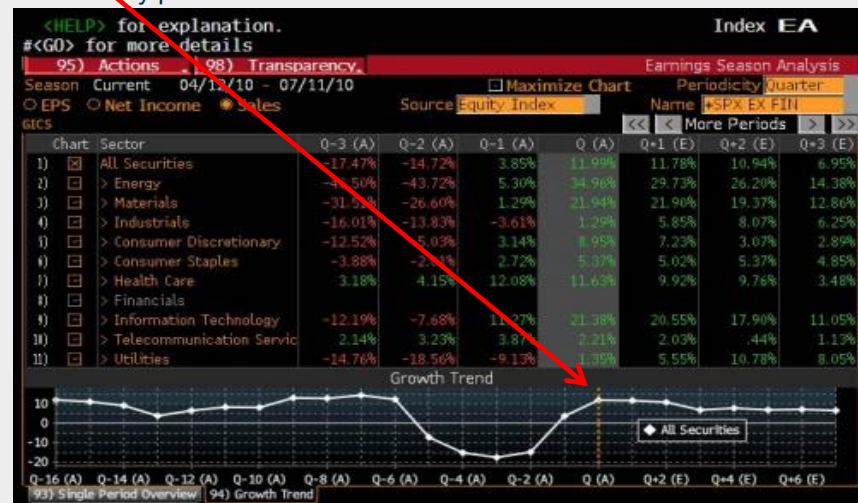 <HELP> for explanation. Index EA
#<GO> for more details
95) Actions 98) Transparency Earnings Season Analysis
Season Current 04/12/10 - 07/11/10 Maximize Chart Periodicity Quarter
EPS Net Income Sales Source Equity Index Name +SPX EX FIN
GICS << < More Periods > >>
Chart Sector Q-3 (A) Q-2 (A) Q-1 (A) Q (A) Q+1 (E) Q+2 (E) Q+3 (E)
1) All Securities -17.47% -14.72% 3.85% 11.99% 11.78% 10.94% 6.95%
2) > Energy -43.72% 5.30% 34.96% 29.73% 26.20% 14.38%
3) > Materials -26.60% 1.29% 21.94% 21.90% 19.37% 12.86%
4) > Industrials -16.01% -13.83% -3.61% 1.29% 5.85% 8.07% 6.25%
5) > Consumer Discretionary -12.52% -5.03% 3.14% 8.95% 7.23% 3.07% 2.89%
6) > Consumer Staples -3.88% 2.72% 5.37% 5.02% 5.37% 4.85%
7) > Health Care 3.18% 4.15% 12.08% 11.63% 9.92% 9.76% 3.48%
8) > Financials
9) > Information Technology -12.19% -7.68% 11.27% 21.38% 20.55% 17.90% 11.05%
10) > Telecommunication Servic 2.14% 3.23% 3.87% 2.21% 2.03% .44% 1.13%
11) > Utilities -14.76% -18.56% -9.13% 1.35% 5.55% 10.78% 8.05%
Growth Trend
10
0
-10
-20
All Securities
Q-16 (A) Q-14 (A) Q-12 (A) Q-10 (A) Q-8 (A) Q-6 (A) Q-4 (A) Q-2 (A) Q (A) Q+2 (E) Q+4 (E) Q+6 (E)
93) Single Period Overview 94) Growth Trend